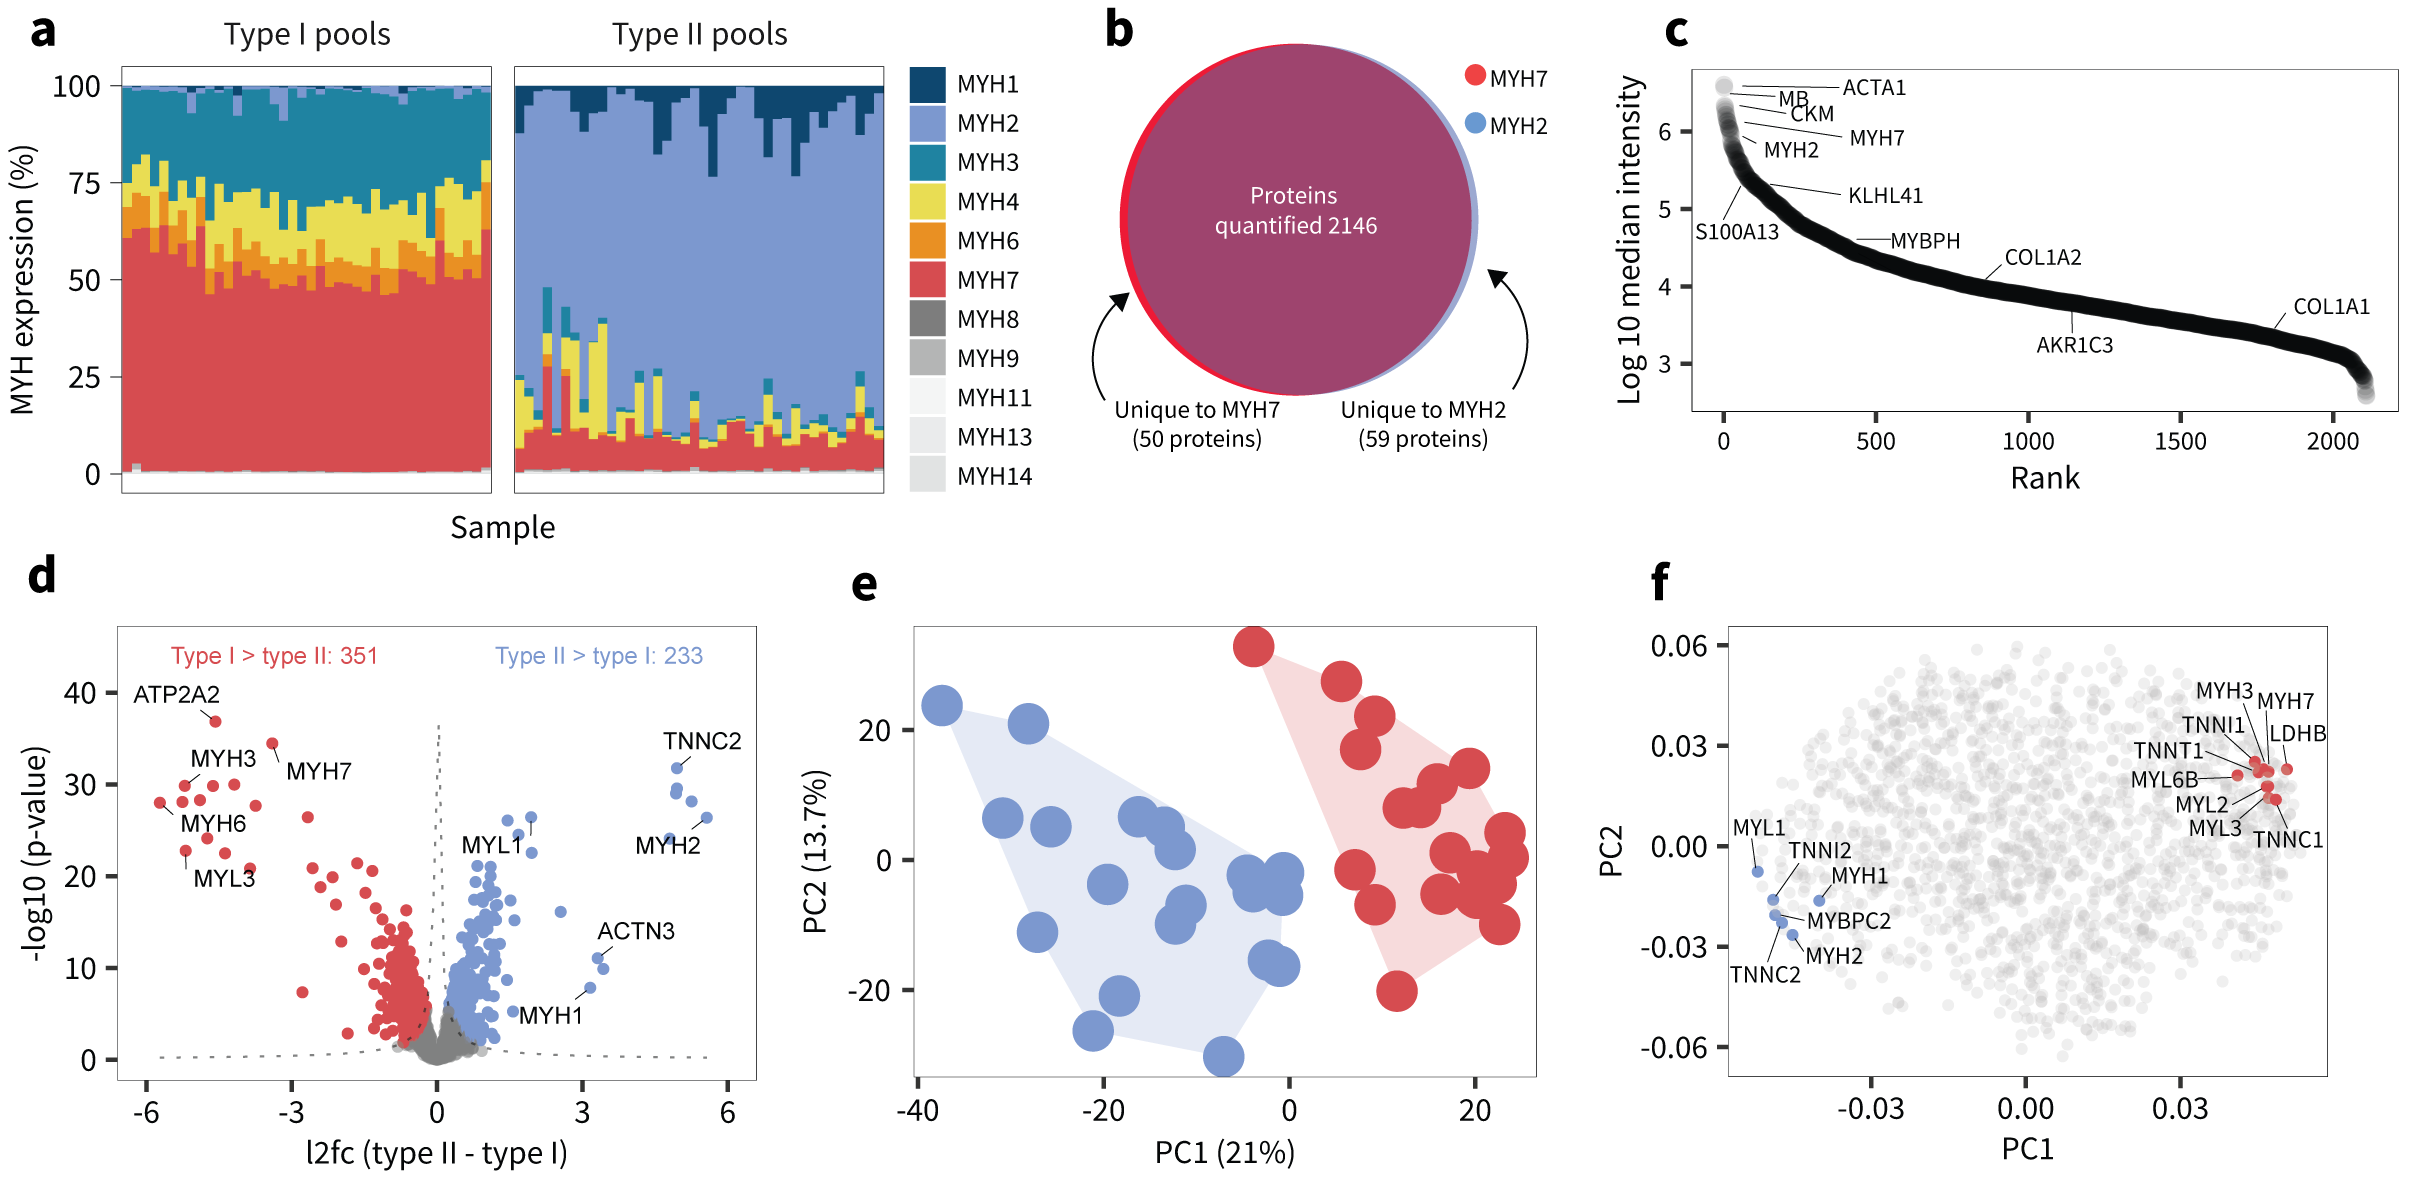 a
Type I pools
Type II pools
MYH expression (%)
100
75
50
25
0
Sample
MYH1
MYH2
MYH3
MYH4
MYH6
MYH7
MYH8
MYH9
MYH11
MYH13
MYH14
b
MYH7
MYH2
Proteins
quantified 2146
Unique to MYH7
(50 proteins)
Unique to MYH2
(59 proteins)
c
Log 10 median intensity
6
5
4
3
ACTA1
MB
CKM
MYH7
MYH2
KLHL41
S100A13
MYBPH
COL1A2
COL1A1
AKR1C3
0
500
1000
1500
2000
Rank
d
Type I > type II: 351
Type II > type I: 233
-log10 (p-value)
40
30
20
10
0
ATP2A2
MYH3
MYH7
MYH6
MYL3
TNNC2
MYL1
MYH2
ACTN3
MYH1
-6
-3
0
3
6
l2fc (type II - type I)
e
PC2 (13.7%)
20
0
-20
-40
-20
0
20
PC1 (21%)
f
PC2
0.06
0.03
0.00
-0.03
-0.06
MYH3
MYH7
TNNI1
LDHB
TNNT1
MYL6B
MYL2
MYL3
TNNC1
MYL1
TNNI2
MYH1
MYBPC2
MYH2
TNNC2
-0.03
0.00
0.03
PC1